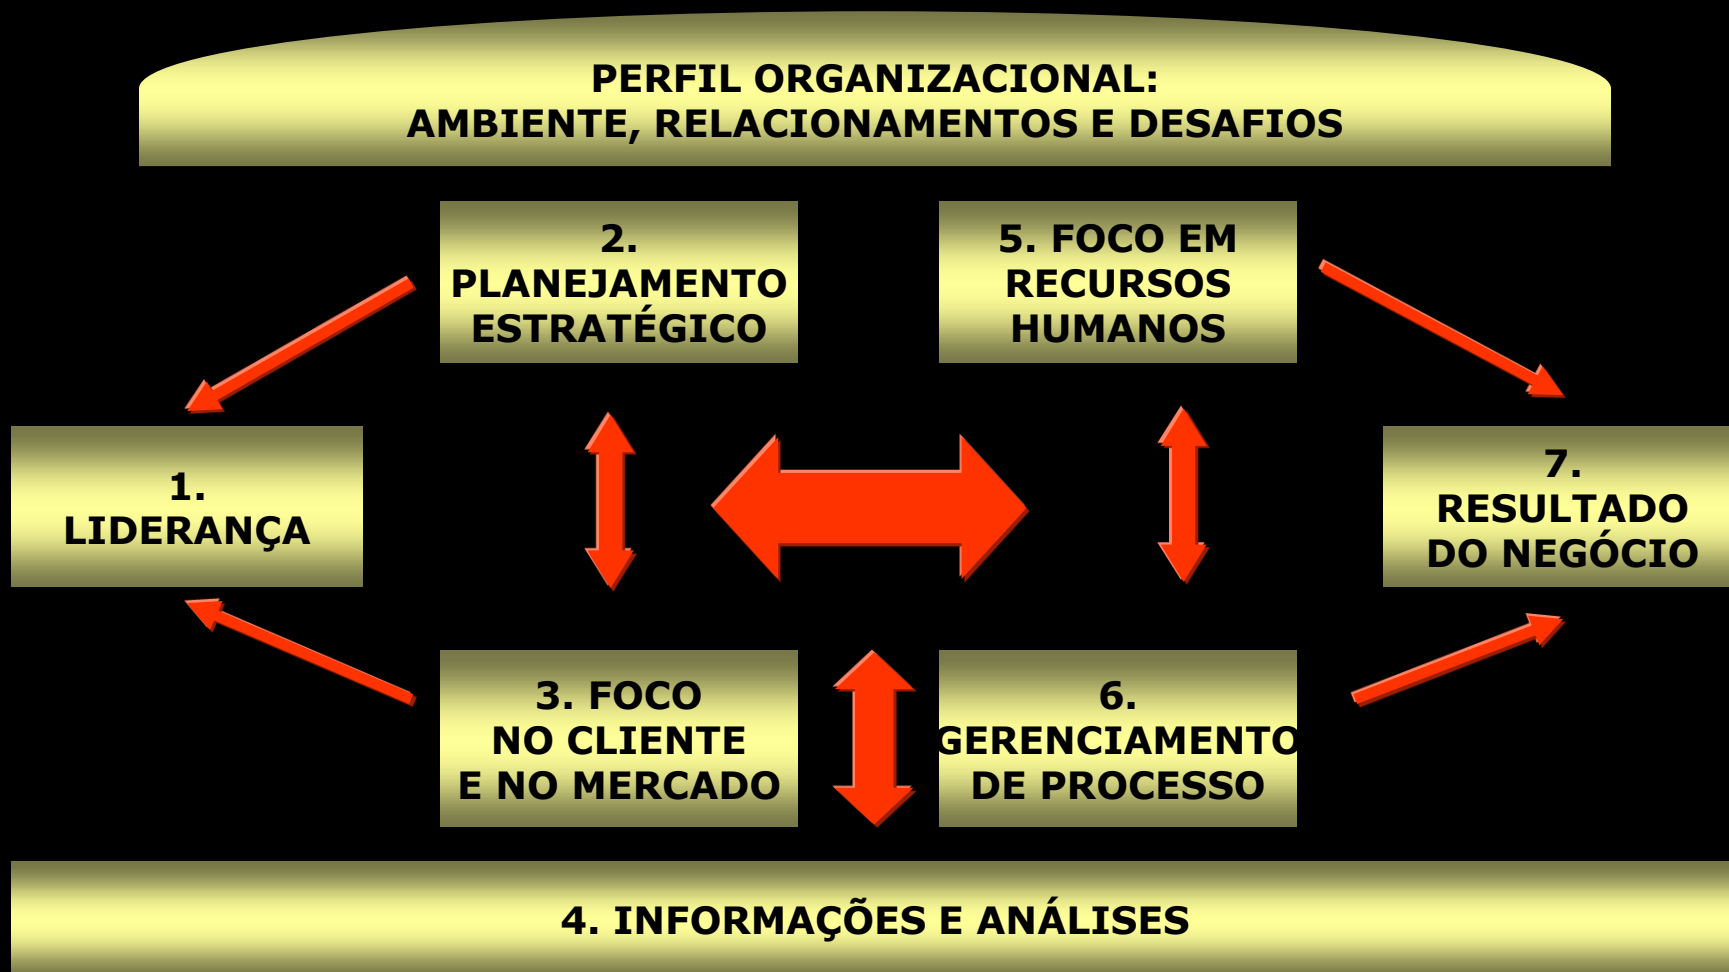 PERFIL ORGANIZACIONAL:
AMBIENTE, RELACIONAMENTOS E DESAFIOS
2.
PLANEJAMENTO
ESTRATÉGICO
5. FOCO EM
RECURSOS
HUMANOS
1.
LIDERANÇA
7.
RESULTADO
DO NEGÓCIO
3. FOCO
NO CLIENTE
E NO MERCADO
6.
GERENCIAMENTO
DE PROCESSO
4. INFORMAÇÕES E ANÁLISES